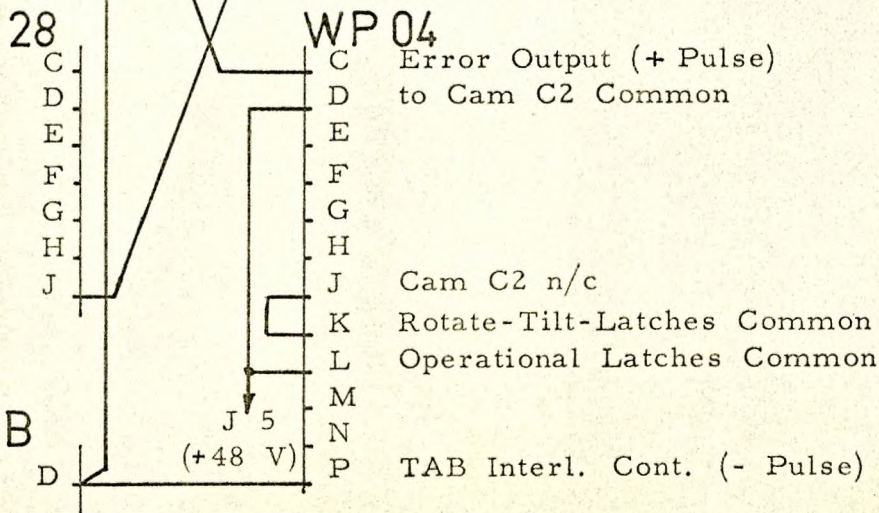 28 WP 04
C C Error Output (+ Pulse)
D D to Cam C2 Common
E E
F F
G G
H H
J J Cam C2 n/c
K Rotate-Tilt-Latches Common
L Operational Latches Common
M
J 5
B N
(+48 V)
D P TAB Interl. Cont. (- Pulse)